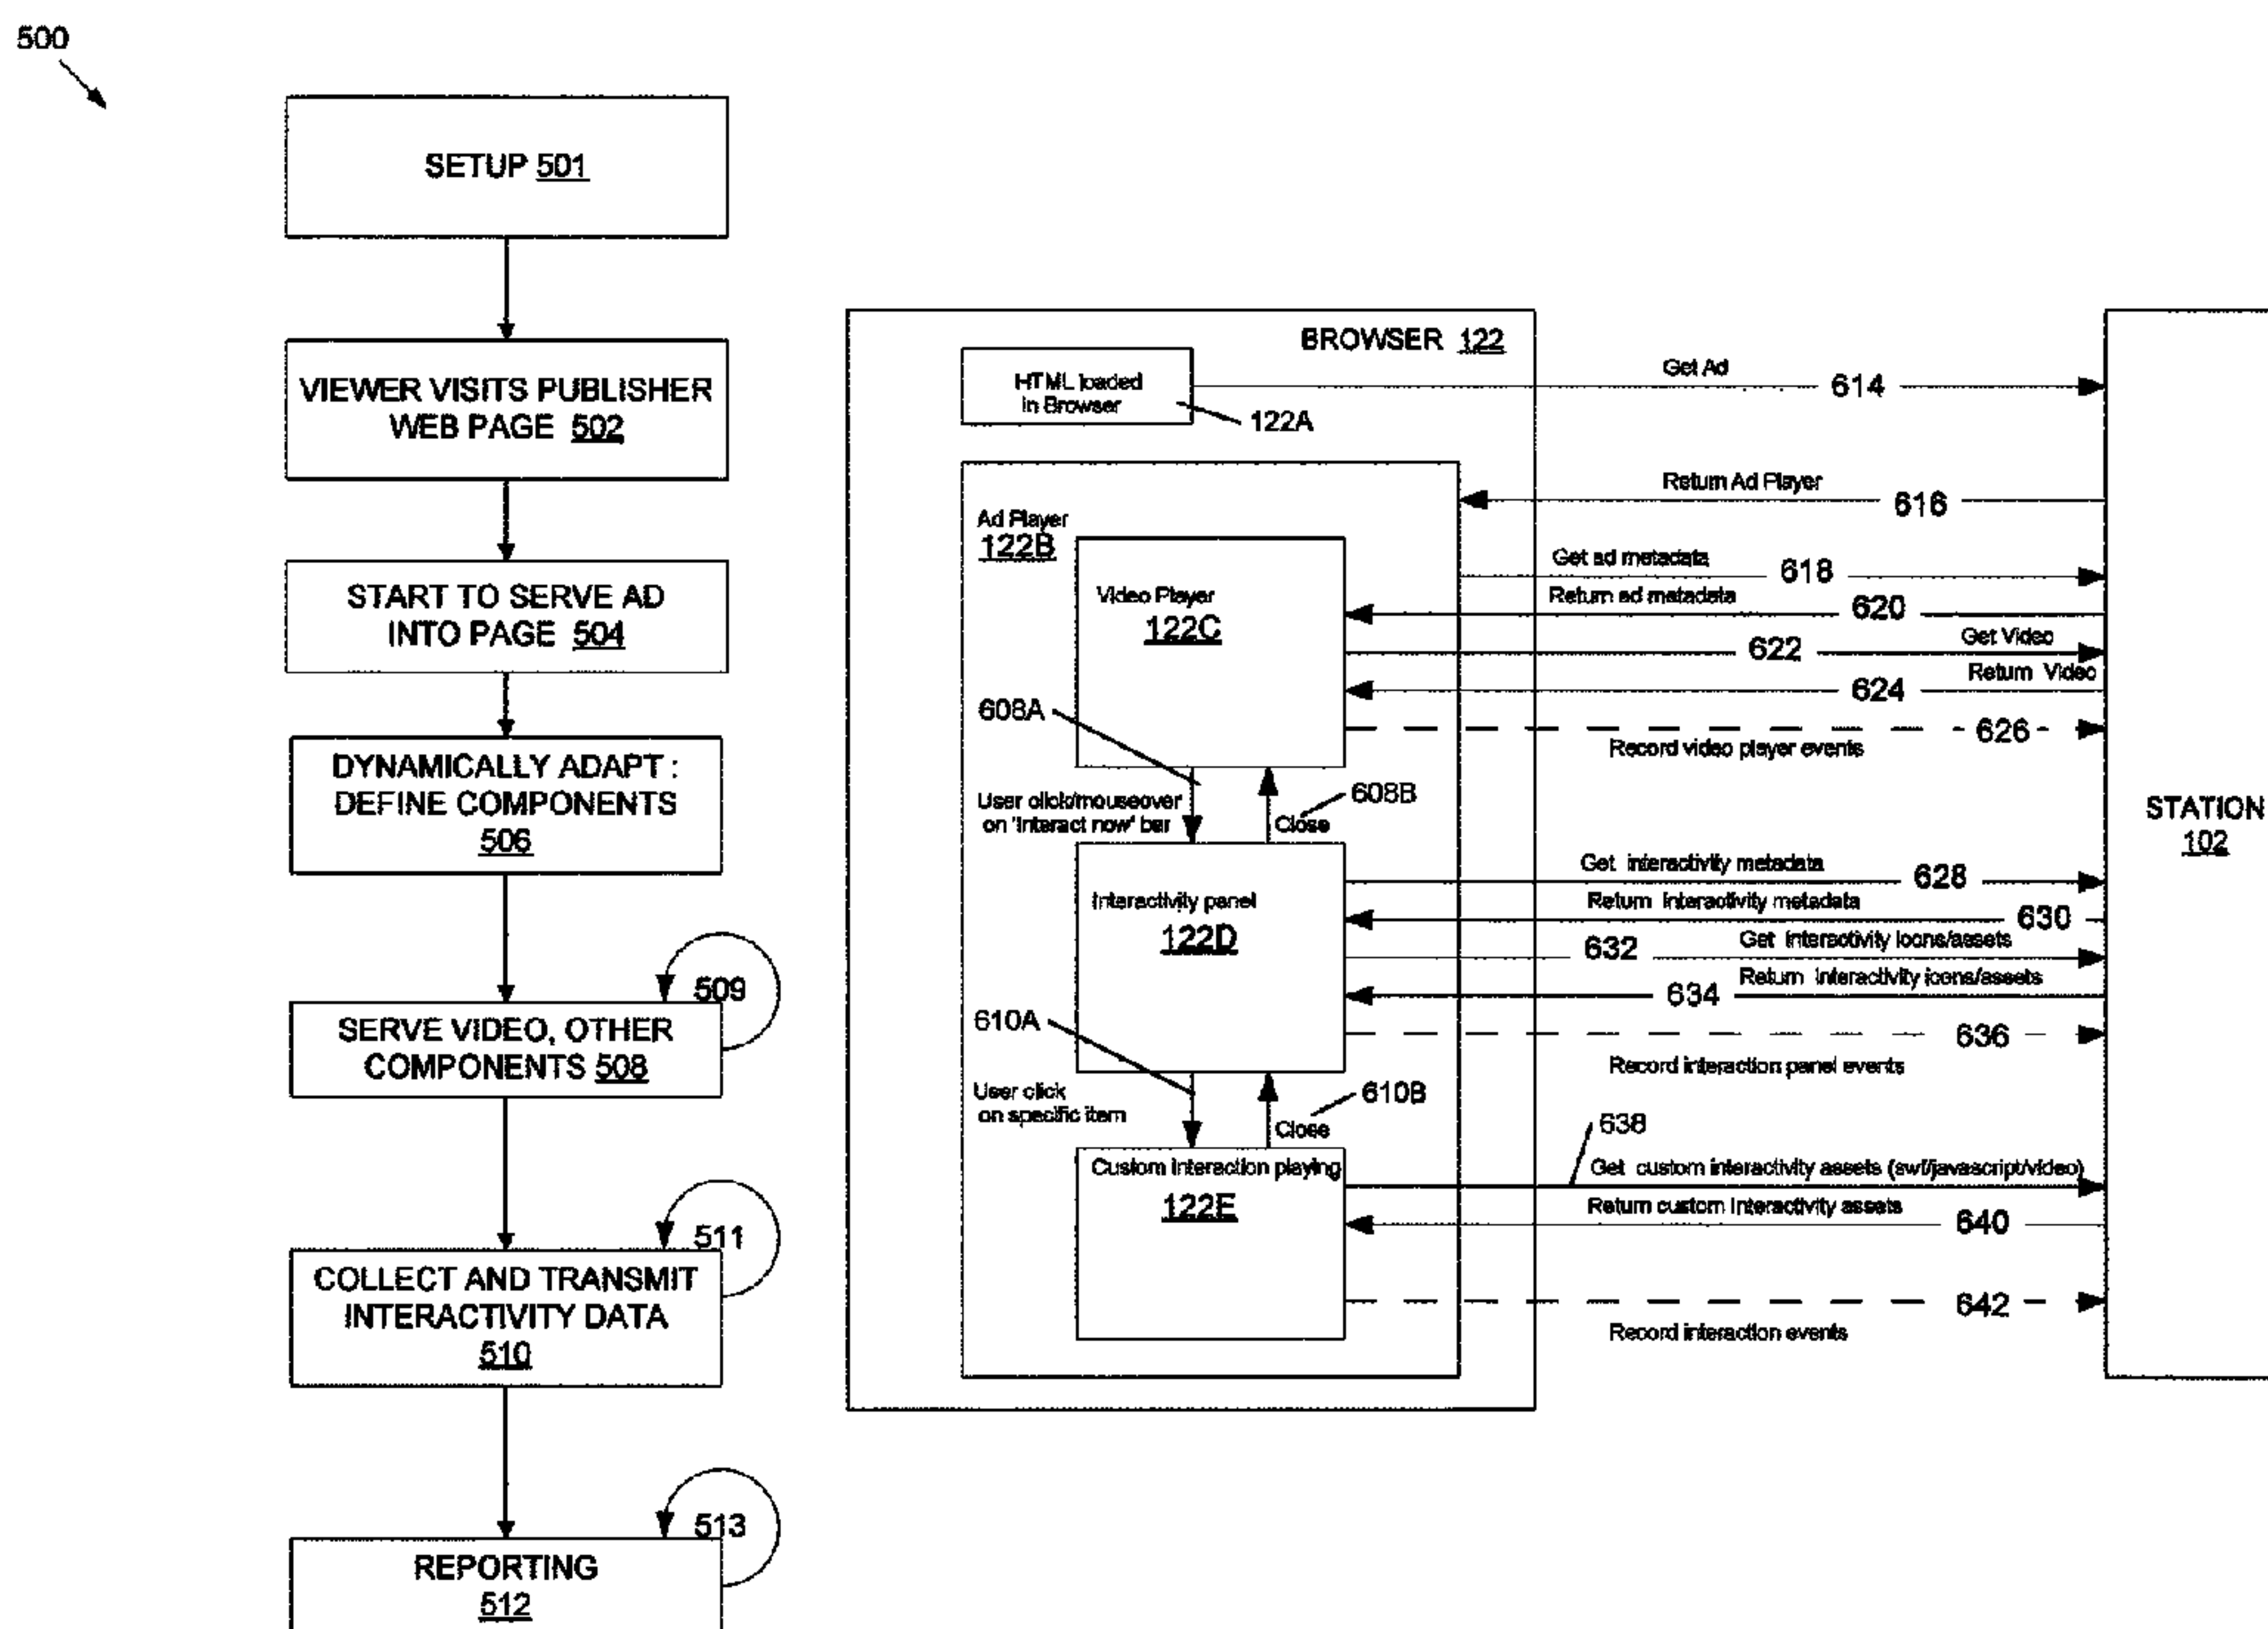 500
SETUP 501
VIEWER VISITS PUBLISHER
WEB PAGE 502
START TO SERVE AD
INTO PAGE 504
DYNAMICALLY ADAPT :
DEFINE COMPONENTS
506
509
SERVE VIDEO, OTHER
COMPONENTS 508
511
COLLECT AND TRANSMIT
INTERACTIVITY DATA
510
513
REPORTING
512
BROWSER 122
HTML loaded
in Browser
122A
Get Ad
614
Return Ad Player
616
Ad Player
122B
Video Player
122C
Get ad metadata
618
Return ad metadata
620
Get Video
622
Return Video
624
626
Record video player events
608A
User click/mouseover
on 'Interact now' bar
608B
Close
Interactivity panel
122D
Get interactivity metadata
628
Return interactivity metadata
630
632
Get interactivity icons/assets
Return interactivity icons/assets
634
636
Record interaction panel events
610A
User click
on specific item
610B
Close
638
Custom Interaction playing
122E
Get custom interactivity assets (swf/javascript/video)
Return custom interactivity assets
640
642
Record interaction events
STATION
102